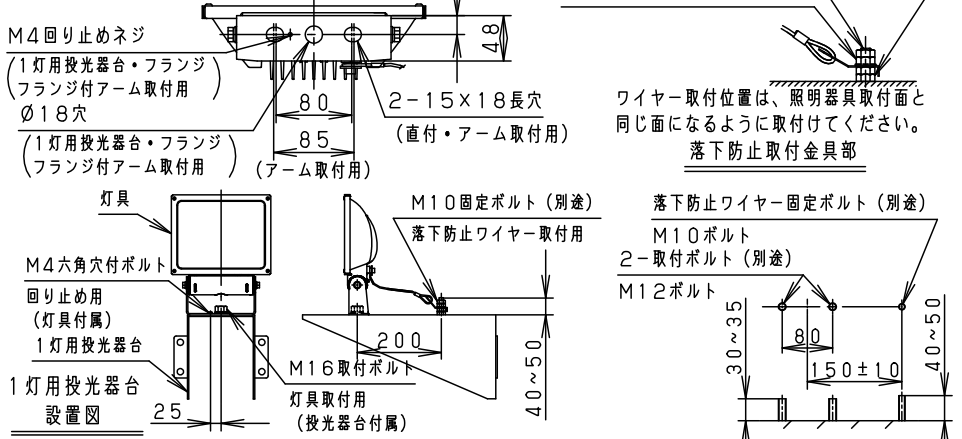 M4回り止めネジ
(1灯用投光器台・フランジ
フランジ付アーム取付用)
Ø18穴
(1灯用投光器台・フランジ
フランジ付アーム取付用)
48
80
85
(アーム取付用)
2-15×18長穴
(直付・アーム取付用)
ワイヤー取付位置は、照明器具取付面と
同じ面になるように取付けてください。
落下防止取付金具部
灯具
M4六角穴付ボルト
回り止め用
(灯具付属)
1灯用投光器台
1灯用投光器台
設置図
25
M16取付ボルト
灯具取付用
(投光器台付属)
M10固定ボルト(別途)
落下防止ワイヤー取付用
200
40~50
落下防止ワイヤー固定ボルト(別途)
M10ボルト
2-取付ボルト(別途)
M12ボルト
80
150±10
30~35
40~50